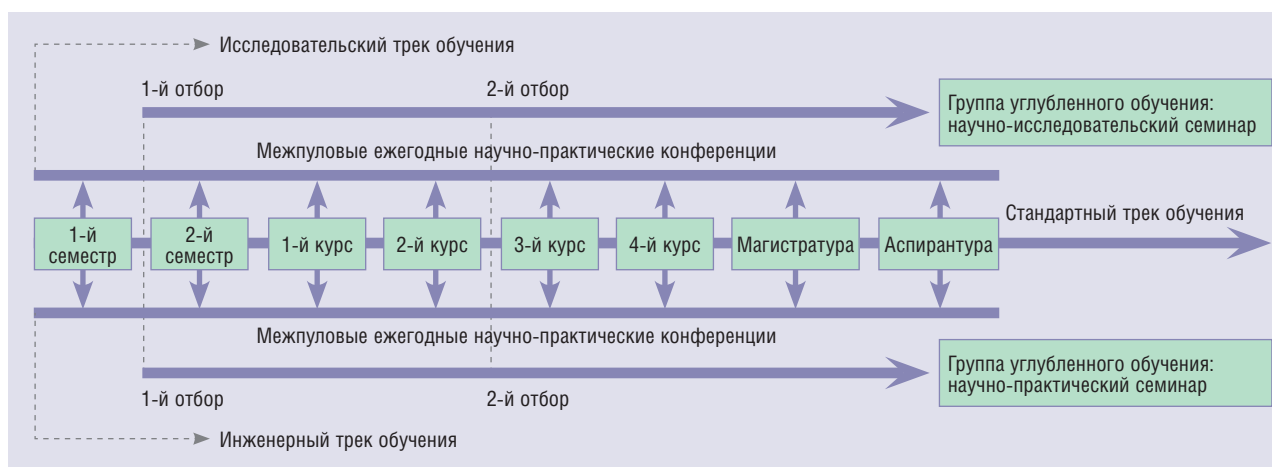 Исследовательский трек обучения
1-й отбор
2-й отбор
Группа углубленного обучения:
научно-исследовательский семинар
Межпуловые ежегодные научно-практические конференции
1-й
семестр
2-й
семестр
1-й курс
2-й курс
3-й курс
4-й курс
Магистратура
Аспирантура
Стандартный трек обучения
Межпуловые ежегодные научно-практические конференции
Группа углубленного обучения:
научно-практический семинар
1-й отбор
2-й отбор
Инженерный трек обучения